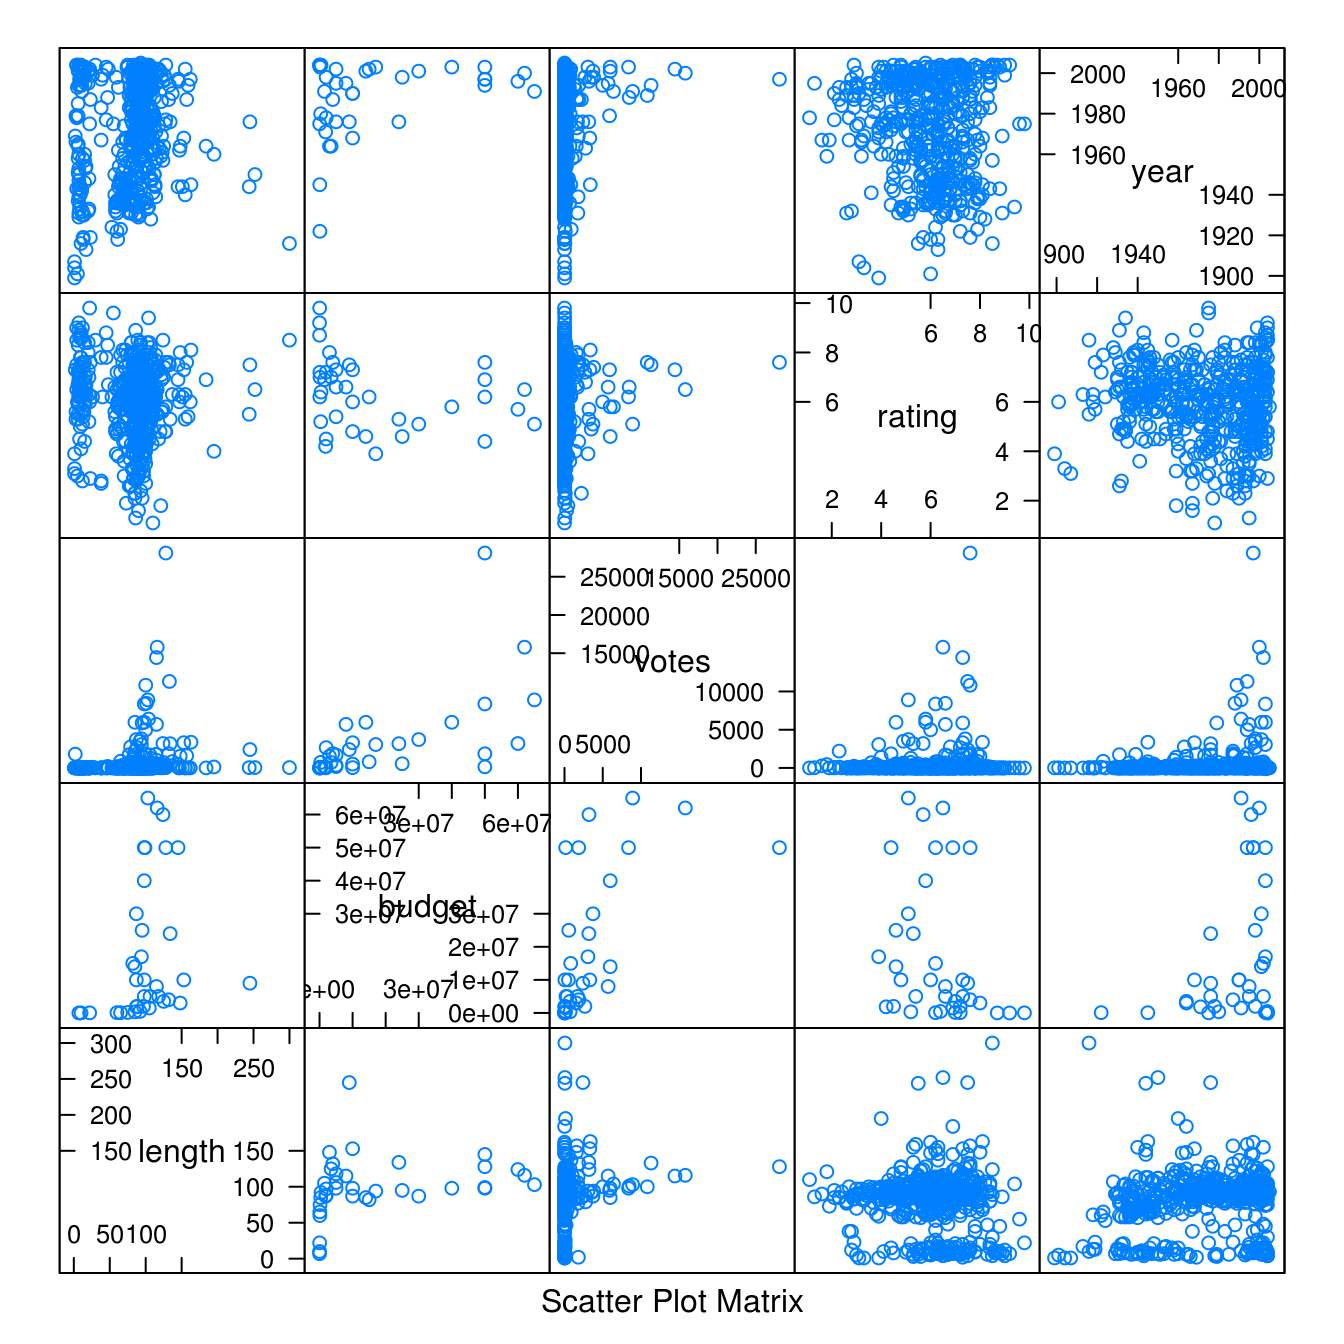 2000 1960 2000
1980
1960 year
1940
900 1940 1920
1900
10 6 8 10
8
6 rating 6
4
2 4 6 2
25000 15000 25000
20000
15000 votes
10000
0 5000 5000
0
6e+07 3e+07 6e+07
5e+07
4e+07
3e+07 budget 3e+07
2e+07
e+00 3e+07 1e+07
0e+00
300 150 250
250
200
150 length 150
100
0 50 100 50
0
Scatter Plot Matrix